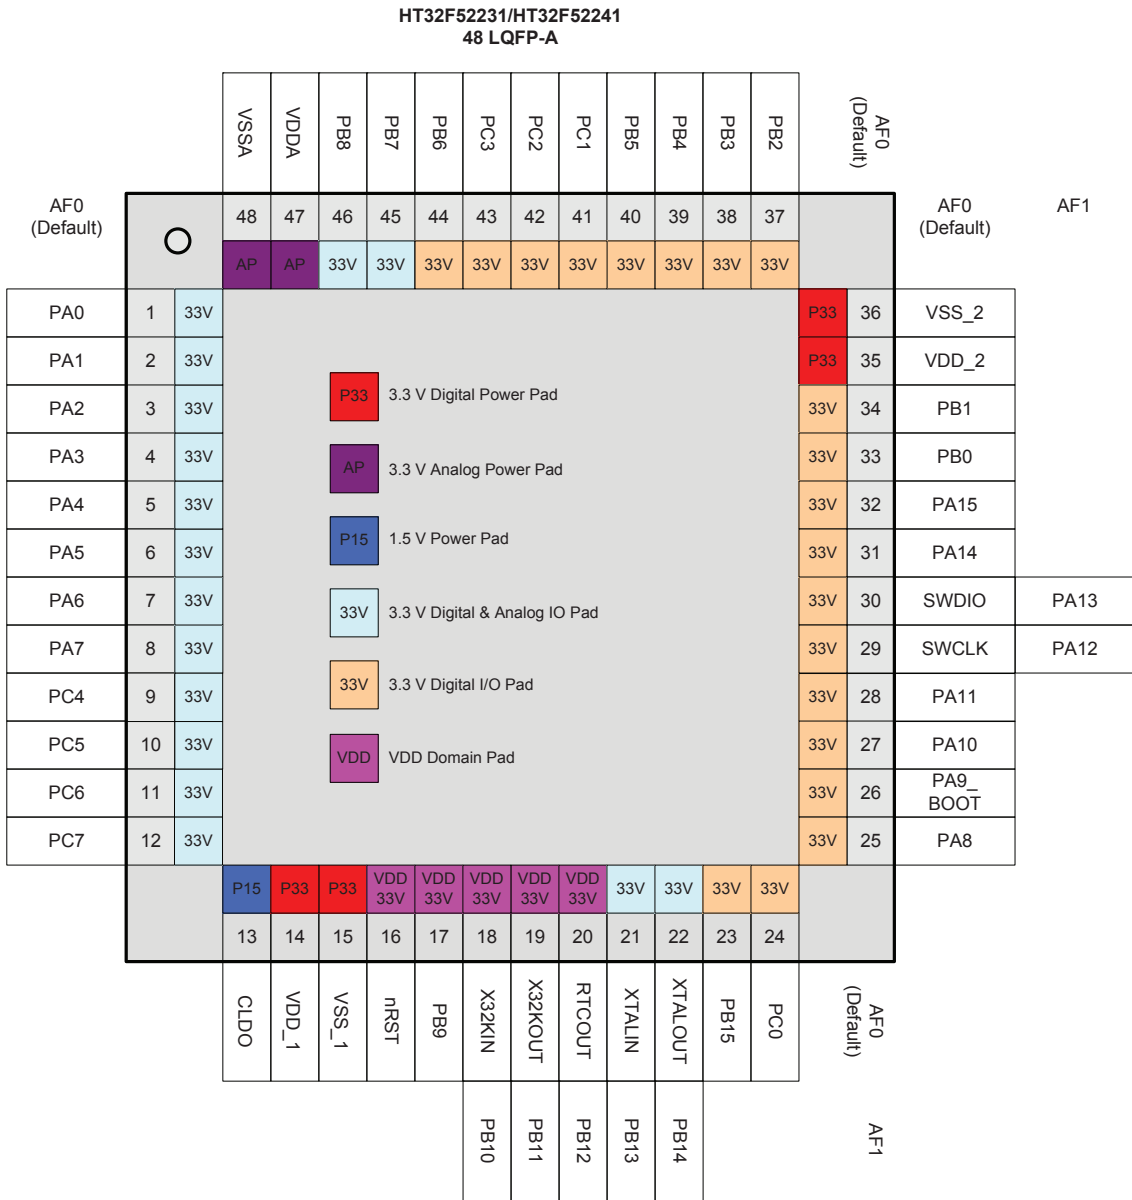 HT32F52231/HT32F52241
48 LQFP-A
VSSA VDDA PB8 PB7 PB6 PC3 PC2 PC1 PB5 PB4 PB3 PB2
AF0
(Default)
AF0
(Default)
48 47 46 45 44 43 42 41 40 39 38 37
AF0
(Default)
AF1
AP AP 33V 33V 33V 33V 33V 33V 33V 33V 33V 33V
PA0 1 33V
P33 36 VSS_2
PA1 2 33V
P33 35 VDD_2
PA2 3 33V
P33 3.3 V Digital Power Pad
33V 34 PB1
PA3 4 33V
AP 3.3 V Analog Power Pad
33V 33 PB0
PA4 5 33V
33V 32 PA15
PA5 6 33V
P15 1.5 V Power Pad
33V 31 PA14
PA6 7 33V
33V 3.3 V Digital & Analog IO Pad
33V 30 SWDIO PA13
PA7 8 33V
33V 29 SWCLK PA12
PC4 9 33V
33V 3.3 V Digital I/O Pad
33V 28 PA11
PC5 10 33V
VDD VDD Domain Pad
33V 27 PA10
PC6 11 33V
33V 26 PA9_
BOOT
PC7 12 33V
33V 25 PA8
P15 P33 P33 VDD VDD VDD VDD VDD 33V 33V 33V 33V
33V 33V 33V 33V 33V
13 14 15 16 17 18 19 20 21 22 23 24
CLDO VDD_1 VSS_1 nRST PB9 X32KIN X32KOUT RTCOUT XTALIN XTALOUT PB15 PC0
AF0
(Default)
PB10 PB11 PB12 PB13 PB14
AF1